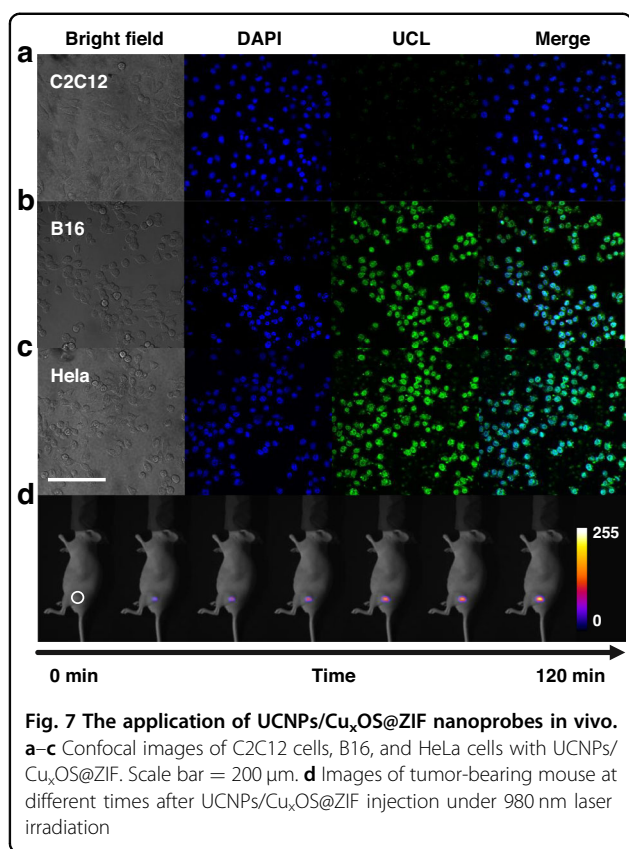 Bright field DAPI UCL Merge
a
C2C12
b
B16
c
Hela
d
255
0
0 min Time 120 min
Fig. 7 The application of UCNPs/CuxOS@ZIF nanoprobes in vivo.
a–c Confocal images of C2C12 cells, B16, and HeLa cells with UCNPs/
CuxOS@ZIF. Scale bar = 200 μm. d Images of tumor-bearing mouse at
different times after UCNPs/CuxOS@ZIF injection under 980 nm laser
irradiation